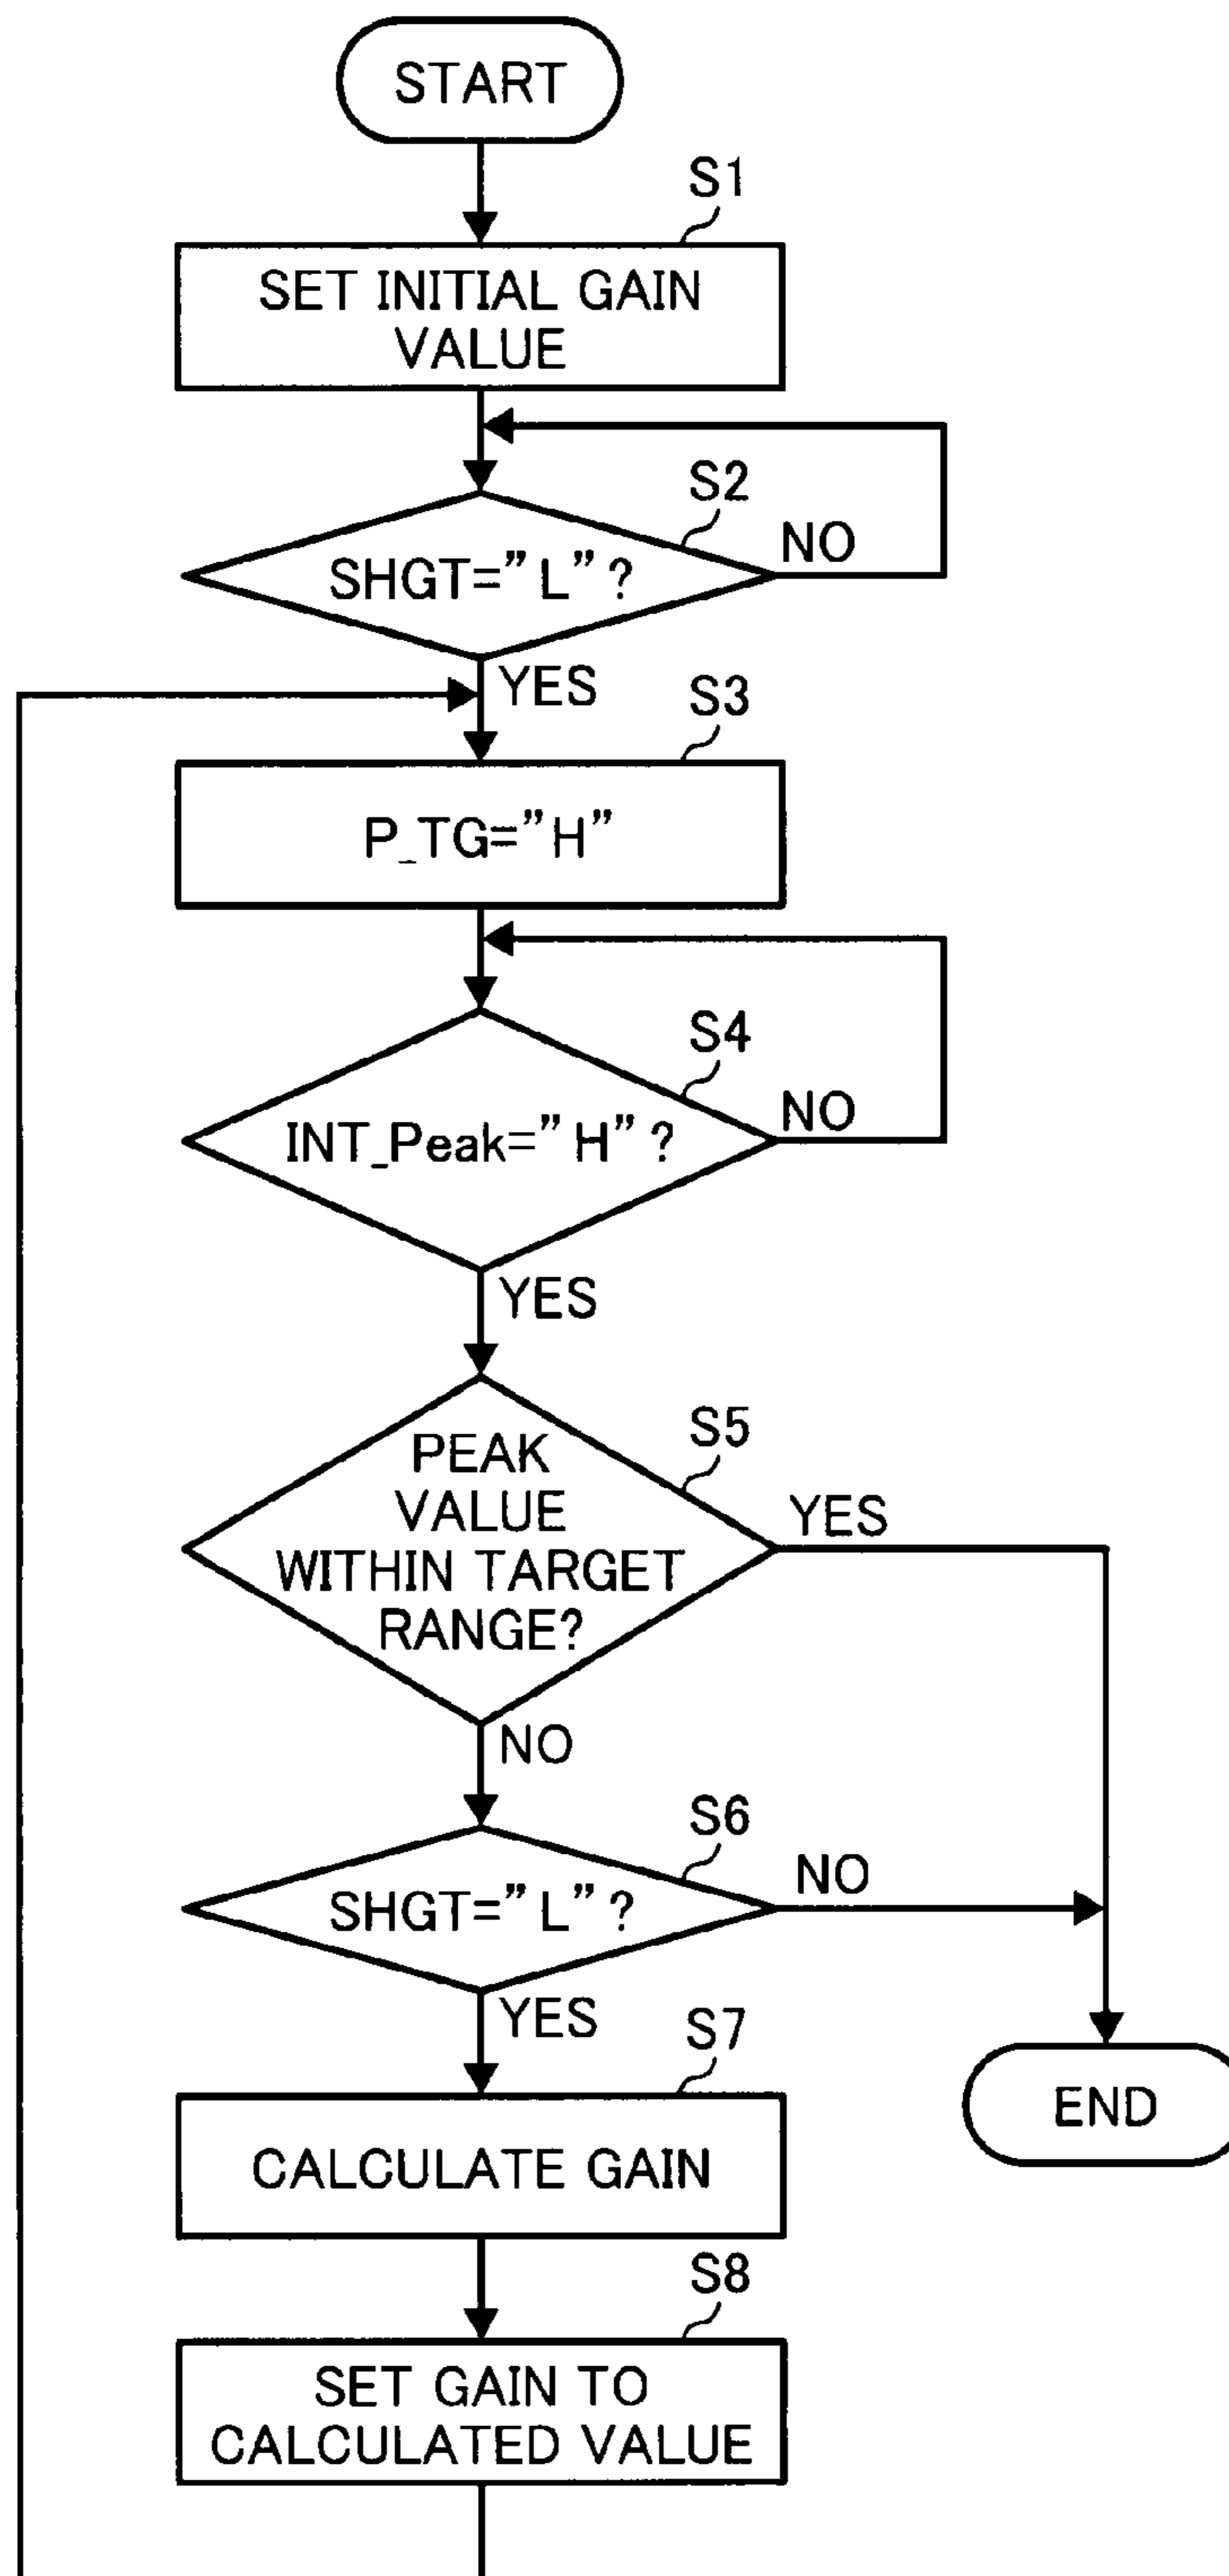 START
S1
SET INITIAL GAIN
VALUE
S2
SHGT="L"?
NO
YES
S3
P_TG="H"
S4
INT_Peak="H"?
NO
YES
S5
PEAK
VALUE
WITHIN TARGET
RANGE?
YES
NO
S6
SHGT="L"?
NO
YES
S7
CALCULATE GAIN
END
S8
SET GAIN TO
CALCULATED VALUE